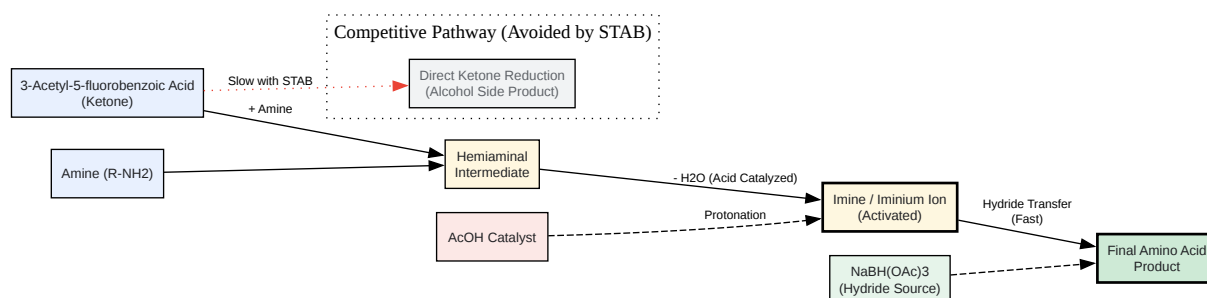 Competitive Pathway (Avoided by STAB)
3-Acetyl-5-fluorobenzoic Acid
(Ketone)
Slow with STAB
Direct Ketone Reduction
(Alcohol Side Product)
+ Amine
Amine (R-NH2)
Hemiaminal
Intermediate
- H2O (Acid Catalyzed)
AcOH Catalyst
Protonation
Imine / Iminium Ion
(Activated)
Hydride Transfer
(Fast)
NaBH(OAc)3
(Hydride Source)
Final Amino Acid
Product